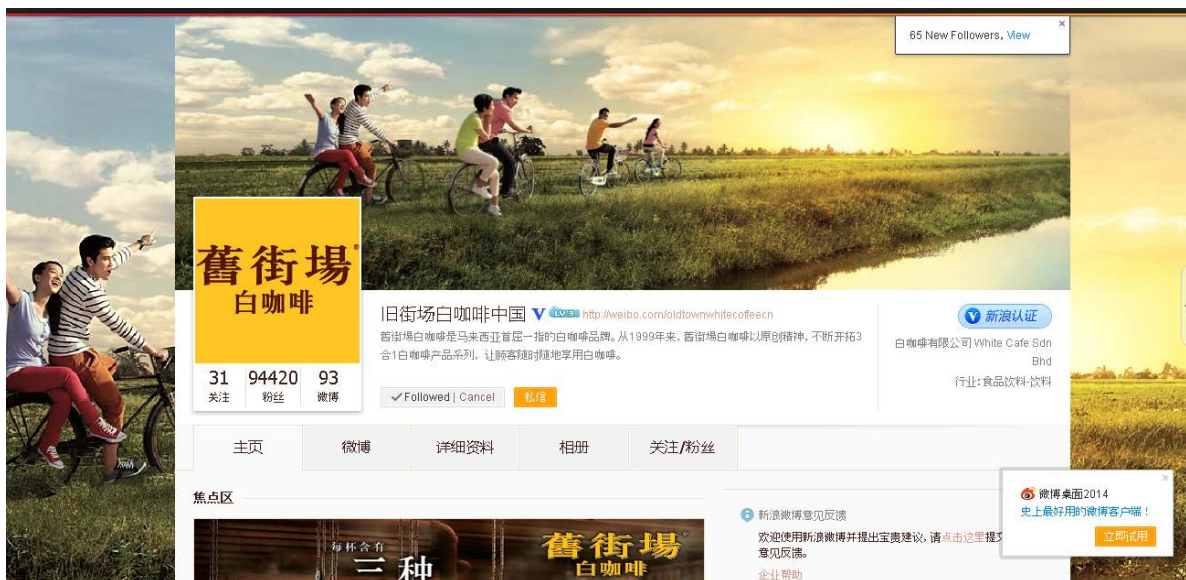 65 New Followers, View
舊街場
白咖啡
旧街场白咖啡中国
http://weibo.com/oldtownwhitecoffeecn
舊街場白咖啡是马来西亚首屈一指的白咖啡品牌。从1999年来,舊街場白咖啡以原创精神,不断开拓3
合1白咖啡产品系列,让顾客随时随地享用白咖啡。
31 94420 93
关注 粉丝 微博
Followed | Cancel 私信
新浪认证
白咖啡有限公司 White Cafe Sdn
Bhd
行业:食品饮料-饮料
主页 微博 详细资料 相册 关注/粉丝
焦点区
每杯含有
三种
舊街場
白咖啡
新浪微博意见反馈
欢迎使用新浪微博并提出宝贵建议,请点击这里提交
意见反馈。
企业帮助
微博桌面2014
史上最好用的微博客户端!
立即试用